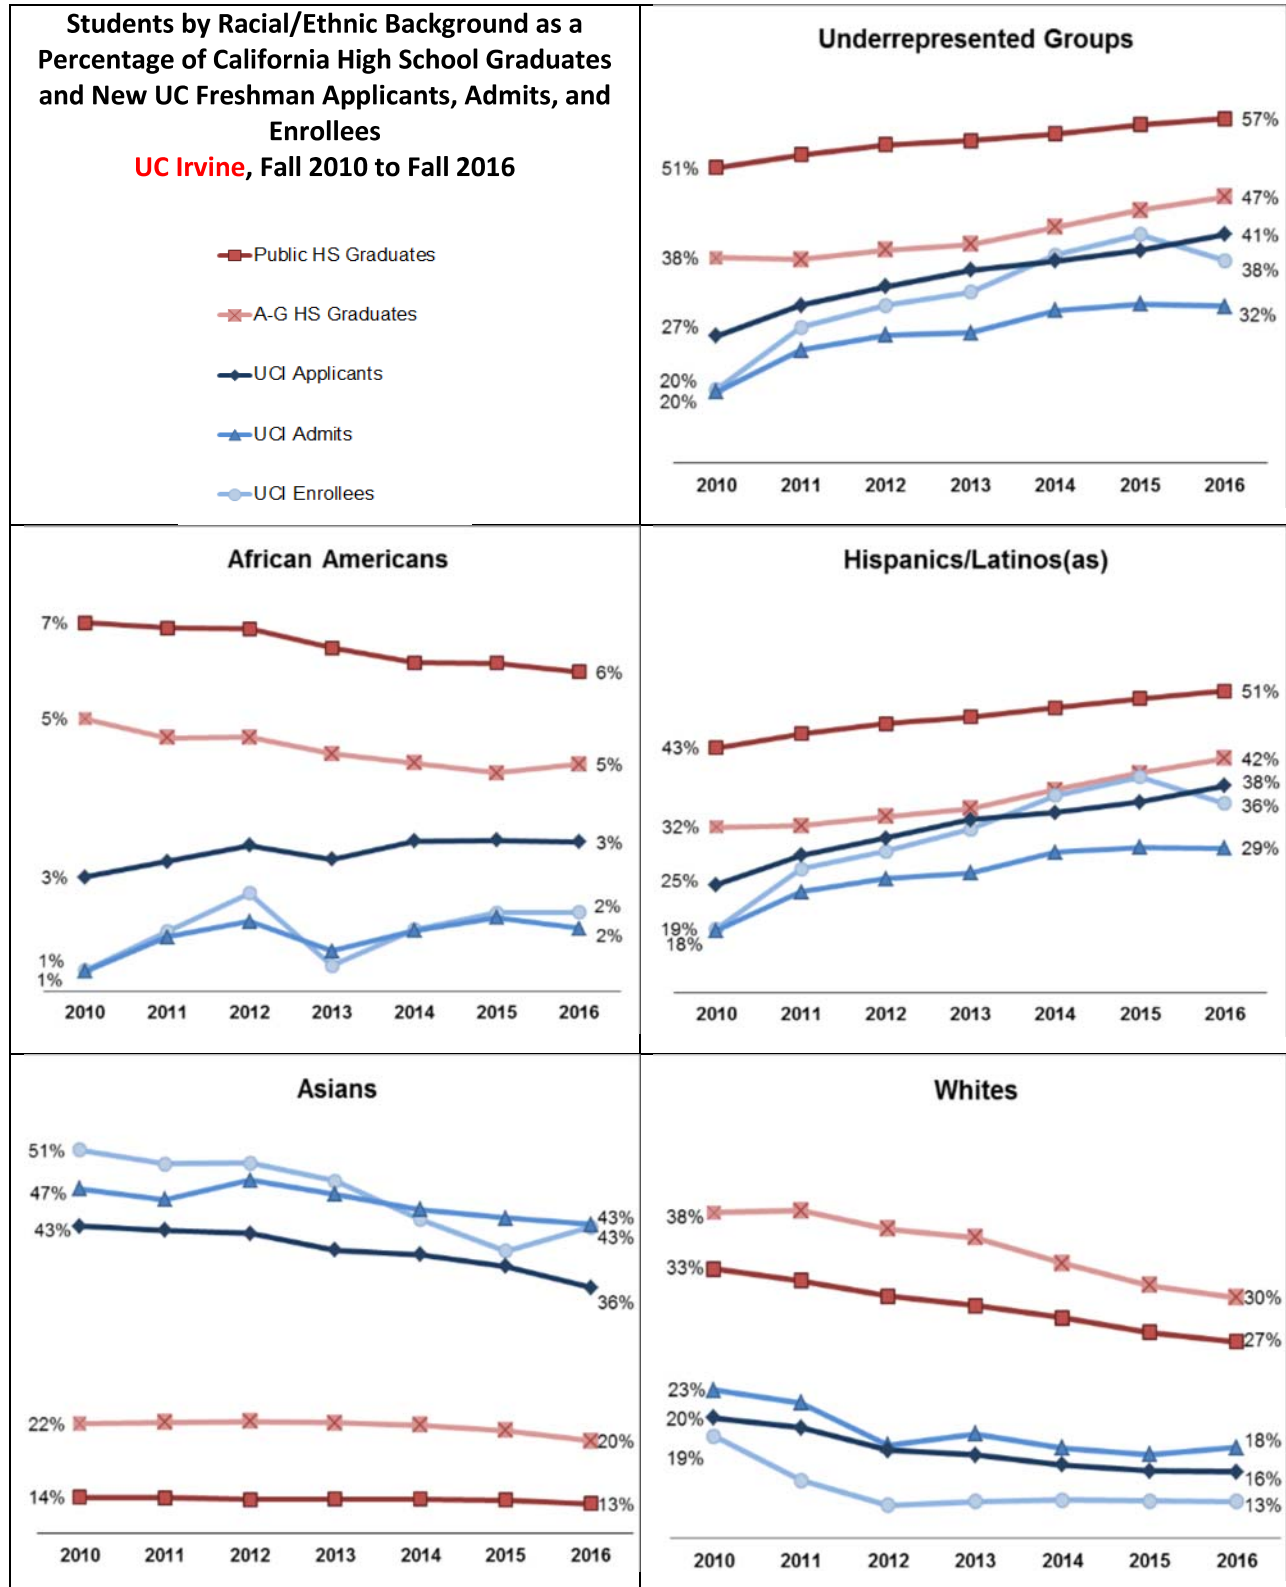 Students by Racial/Ethnic Background as a
Percentage of California High School Graduates
and New UC Freshman Applicants, Admits, and
Enrollees
UC Irvine, Fall 2010 to Fall 2016
Public HS Graduates
A-G HS Graduates
UCI Applicants
UCI Admits
UCI Enrollees
Underrepresented Groups
57%
51%
47%
41%
38%
38%
32%
27%
20%
20%
2010 2011 2012 2013 2014 2015 2016
African Americans
7%
6%
5%
5%
3%
3%
2%
2%
1%
1%
2010 2011 2012 2013 2014 2015 2016
Hispanics/Latinos(as)
51%
43%
42%
38%
36%
32%
29%
25%
19%
18%
2010 2011 2012 2013 2014 2015 2016
Asians
51%
47%
43%
43%
43%
36%
22%
20%
14%
13%
2010 2011 2012 2013 2014 2015 2016
Whites
38%
33%
30%
27%
23%
20%
19%
18%
16%
13%
2010 2011 2012 2013 2014 2015 2016